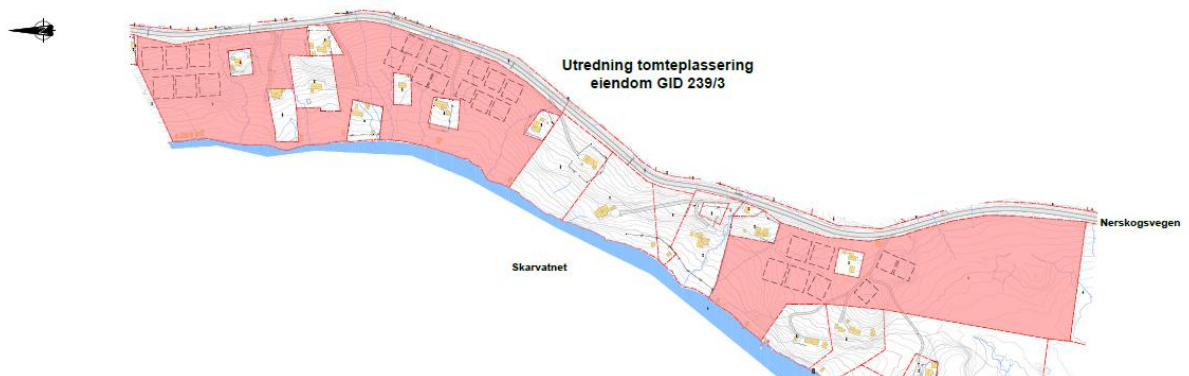 Utredning tomteplassering
eiendom GID 239/3
Nerskogsvegen
Skarvatnet